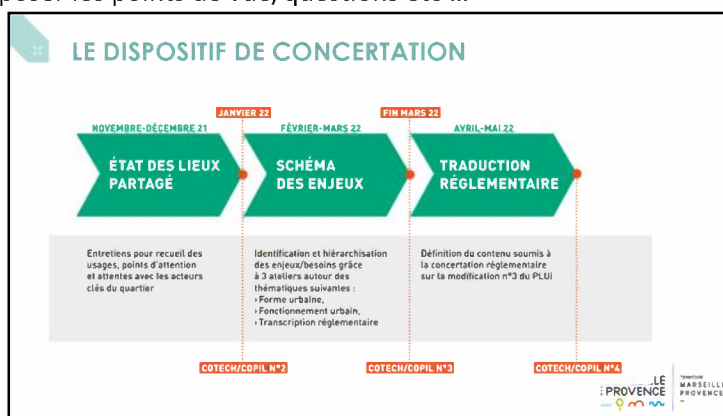 LE DISPOSITIF DE CONCERTATION
JANVIER 22
FIN MARS 22
NOVEMBRE-DÉCEMBRE 21
FÉVRIER-MARS 22
AVRIL-MAI 22
ÉTAT DES LIEUX
PARTAGÉ
SCHÉMA
DES ENJEUX
TRADUCTION
RÉGLEMENTAIRE
Entretiens pour recueil des
usages, points d'attention
et attentes avec les acteurs
clés du quartier
Identification et hiérarchisation
des enjeux/besoins grâce
à 3 ateliers autour des
thématiques suivantes :
› Forme urbaine,
› Fonctionnement urbain,
› Transcription réglementaire
Définition du contenu soumis à
la concertation réglementaire
sur la modification n°3 du PLUi
COTECH/COPIL N°2
COTECH/COPIL N°3
COTECH/COPIL N°4
LE
PROVENCE
TERRITOIRE
MARSEILLE
PROVENCE